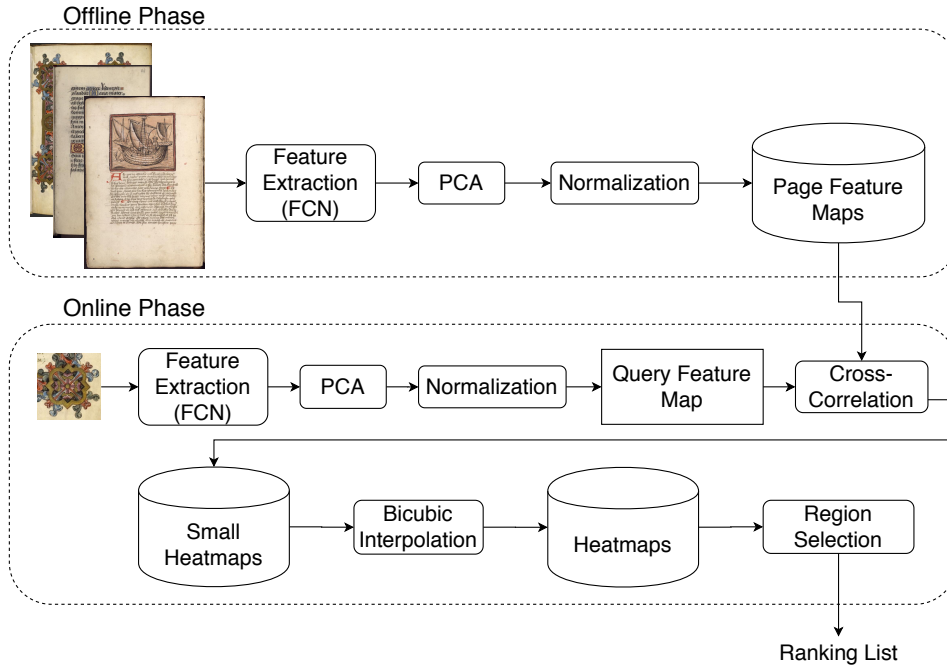 Offline Phase
Feature
Extraction
(FCN)
PCA
Normalization
Page Feature
Maps
Online Phase
Feature
Extraction
(FCN)
PCA
Normalization
Query Feature
Map
Cross-
Correlation
Small
Heatmaps
Bicubic
Interpolation
Heatmaps
Region
Selection
Ranking List